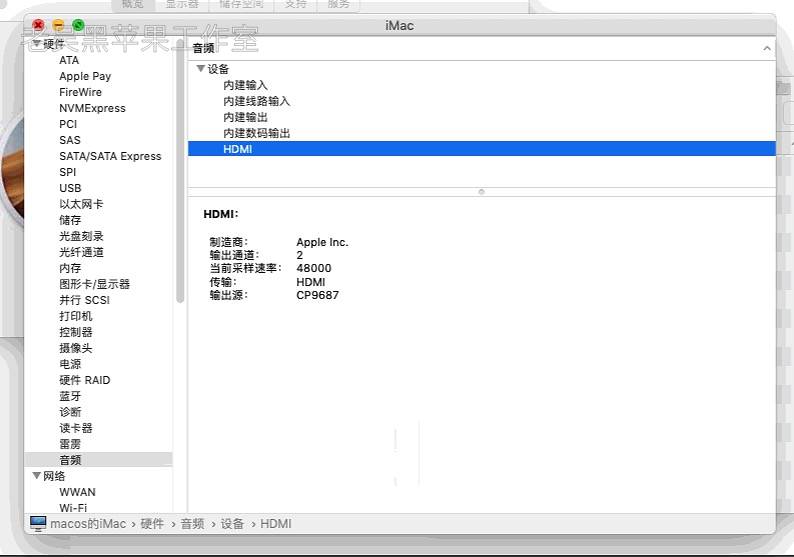 概览 显示器 储存空间 支持 服务
iMac
老吴黑苹果工作室
硬件
ATA
Apple Pay
FireWire
NVMExpress
PCI
SAS
SATA/SATA Express
SPI
USB
以太网卡
储存
光盘刻录
光纤通道
内存
图形卡/显示器
并行 SCSI
打印机
控制器
摄像头
电源
硬件 RAID
蓝牙
诊断
读卡器
雷雳
音频
网络
WWAN
Wi-Fi
音频
设备
内建输入
内建线路输入
内建输出
内建数码输出
HDMI
HDMI：
制造商： Apple Inc.
输出通道： 2
当前采样速率： 48000
传输： HDMI
输出源： CP9687
macos的iMac › 硬件 › 音频 › 设备 › HDMI